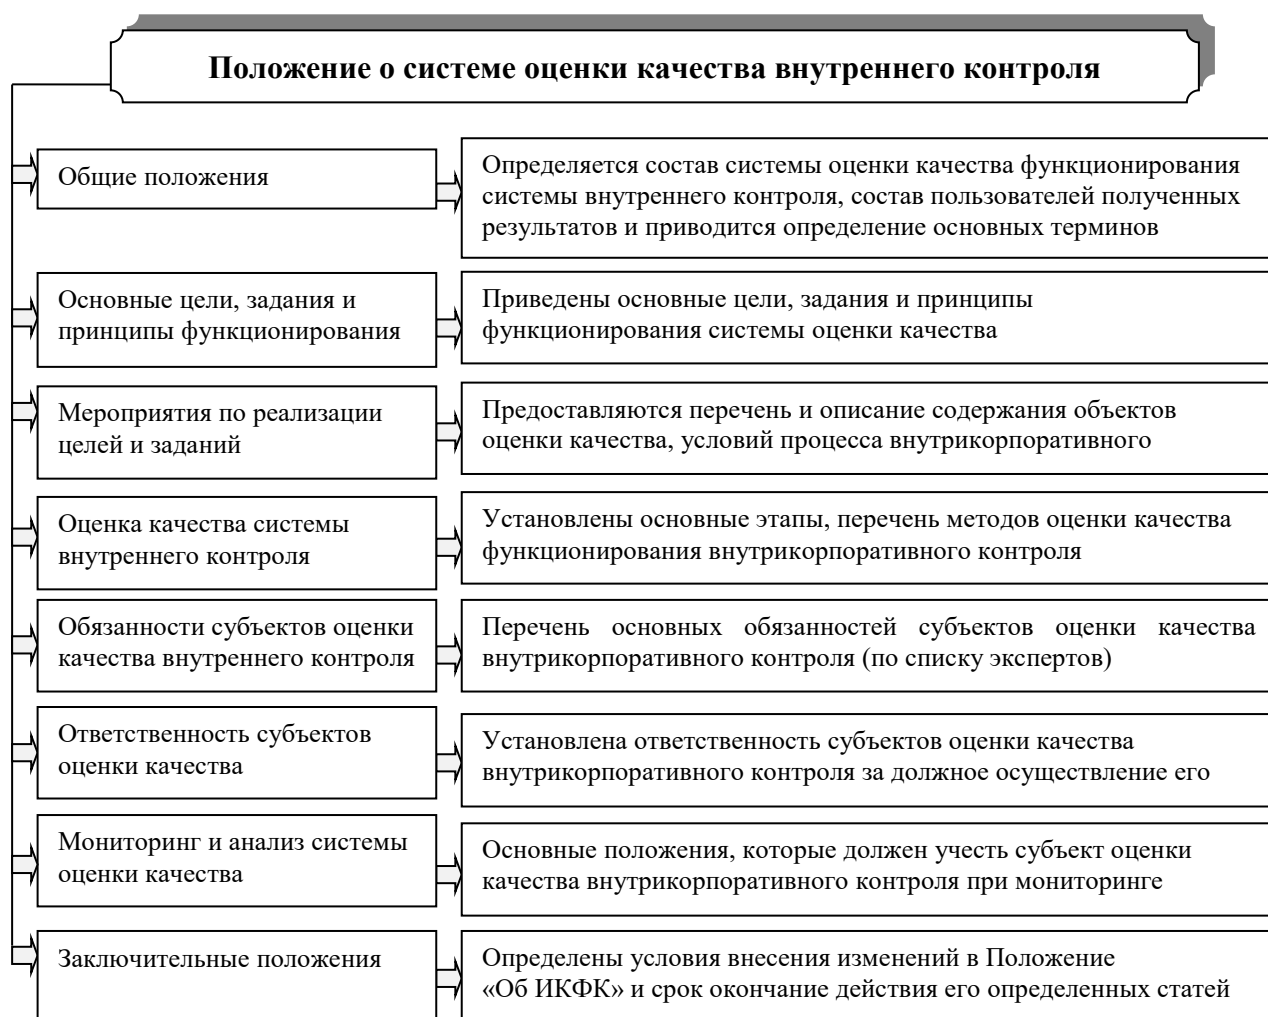 Положение о системе оценки качества внутреннего контроля
Общие положения
Определяется состав системы оценки качества функционирования
системы внутреннего контроля, состав пользователей полученных
результатов и приводится определение основных терминов
Основные цели, задания и
принципы функционирования
Приведены основные цели, задания и принципы
функционирования системы оценки качества
Мероприятия по реализации
целей и заданий
Предоставляются перечень и описание содержания объектов
оценки качества, условий процесса внутрикорпоративного
Оценка качества системы
внутреннего контроля
Установлены основные этапы, перечень методов оценки качества
функционирования внутрикорпоративного контроля
Обязанности субъектов оценки
качества внутреннего контроля
Перечень основных обязанностей субъектов оценки качества
внутрикорпоративного контроля (по списку экспертов)
Ответственность субъектов
оценки качества
Установлена ответственность субъектов оценки качества
внутрикорпоративного контроля за должное осуществление его
Мониторинг и анализ системы
оценки качества
Основные положения, которые должен учесть субъект оценки
качества внутрикорпоративного контроля при мониторинге
Заключительные положения
Определены условия внесения изменений в Положение
«Об ИКФК» и срок окончание действия его определенных статей